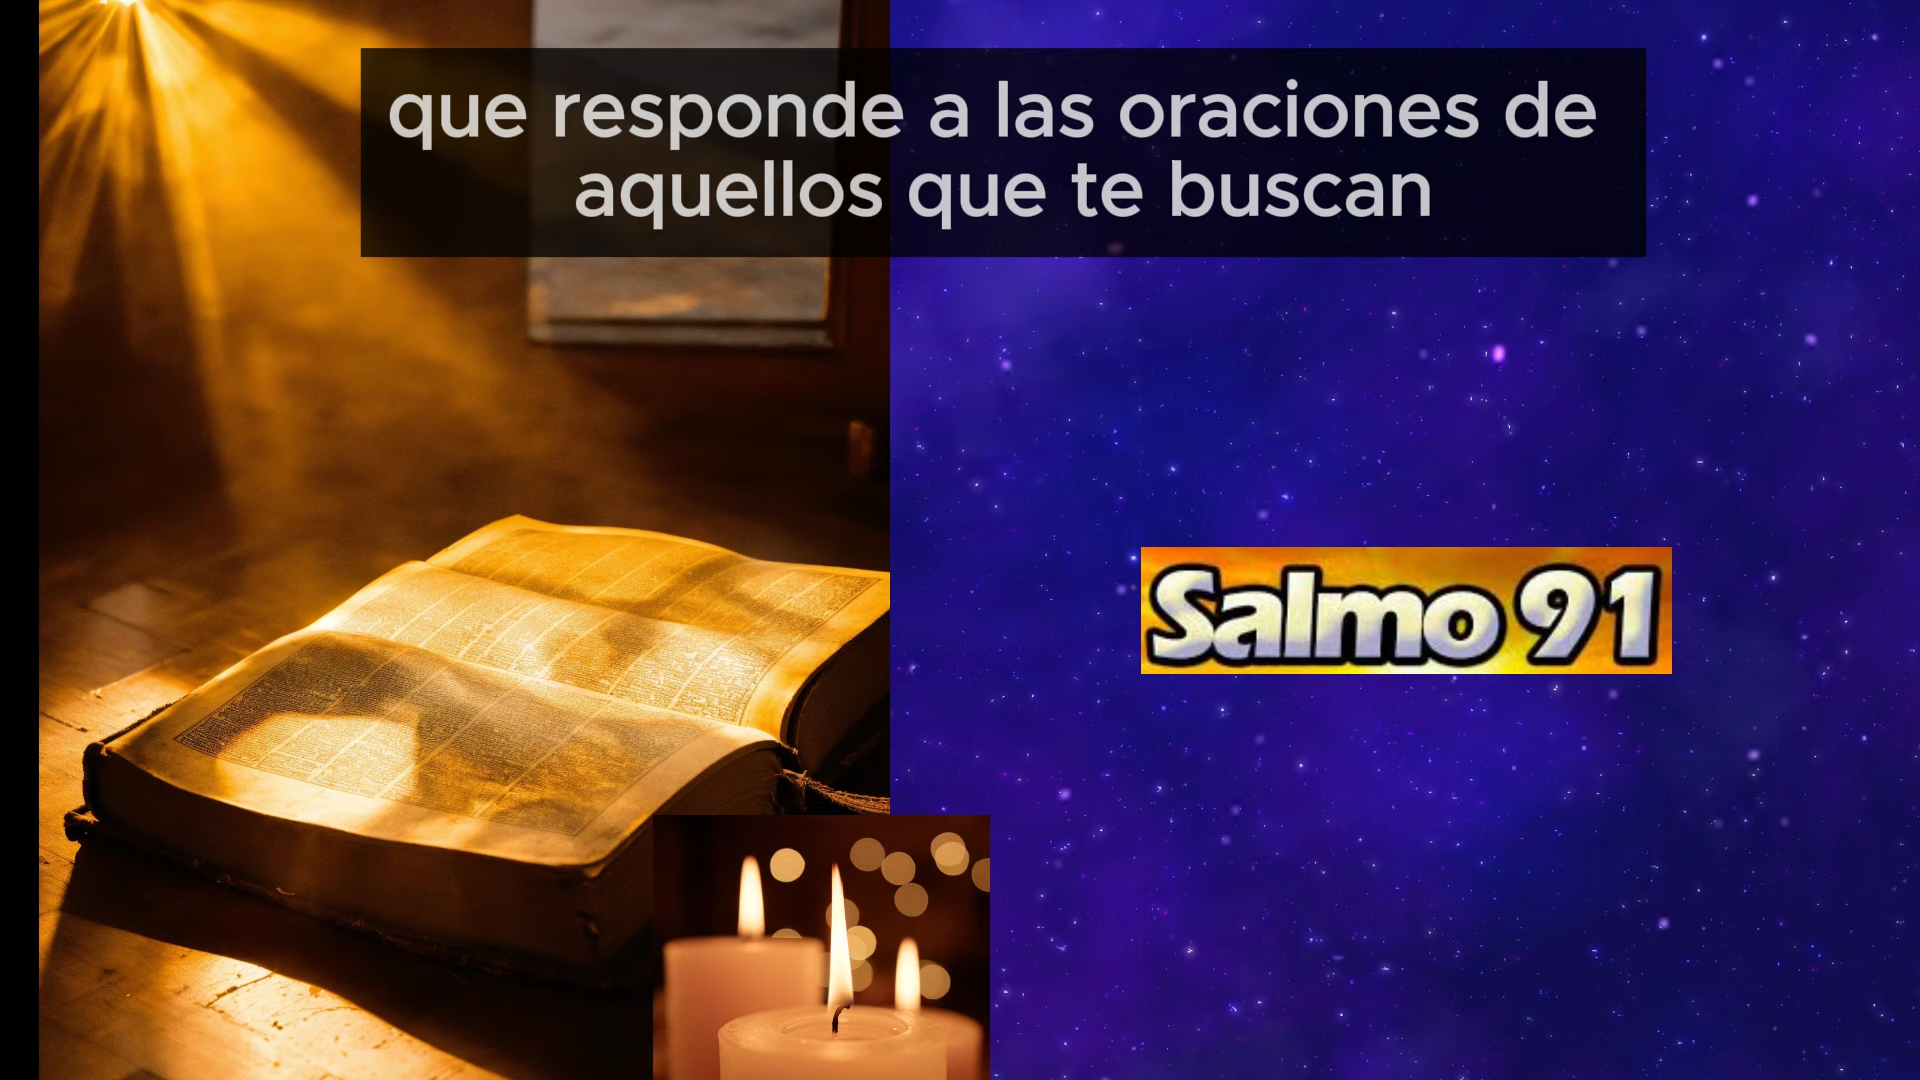 que responde a las oraciones de
aquellos que te buscan
Salmo 91